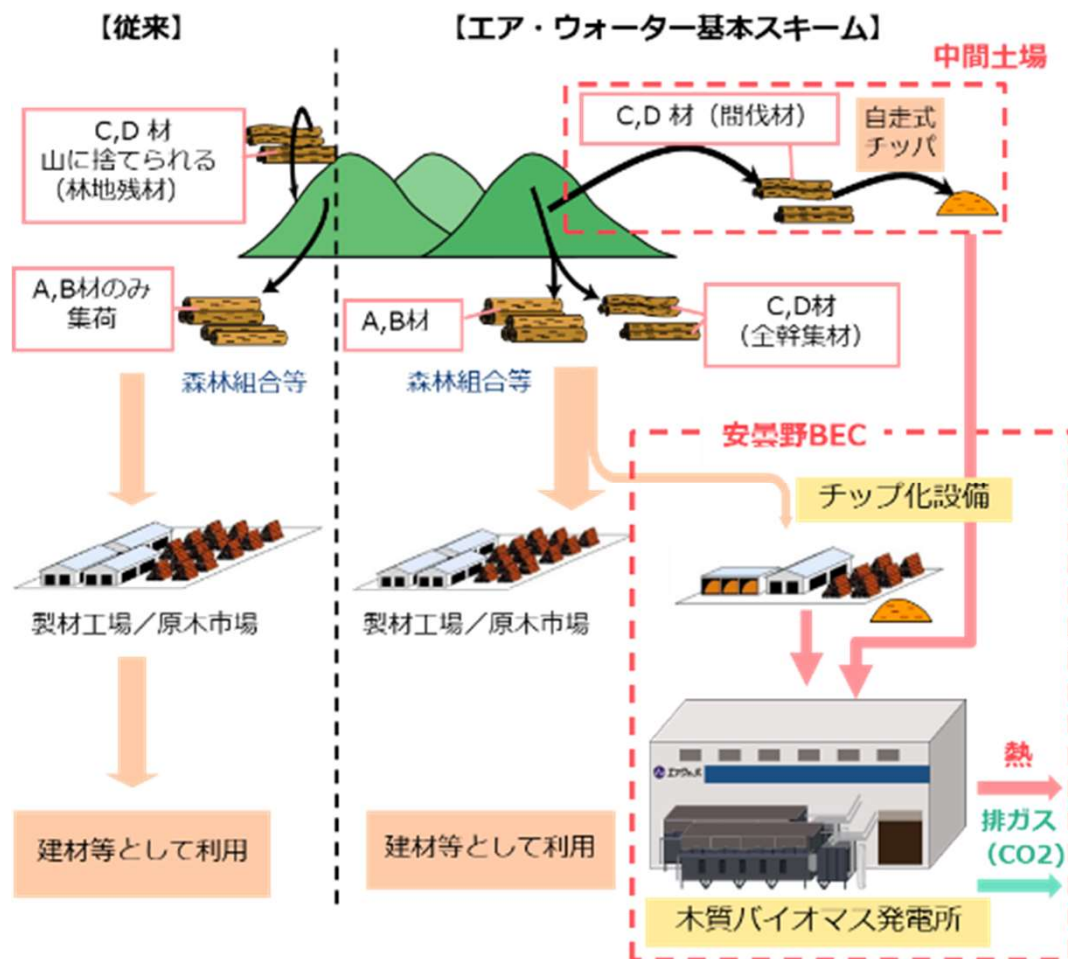 【従来】
【エア・ウォーター基本スキーム】
中間土場
C,D 材
山に捨てられる
(林地残材)
C,D 材（間伐材）
自走式
チッパ
A,B材のみ
集荷
A,B材
C,D材
（全幹集材）
森林組合等
森林組合等
安曇野BEC
チップ化設備
製材工場／原木市場
製材工場／原木市場
熱
排ガス
（CO2）
建材等として利用
建材等として利用
木質バイオマス発電所